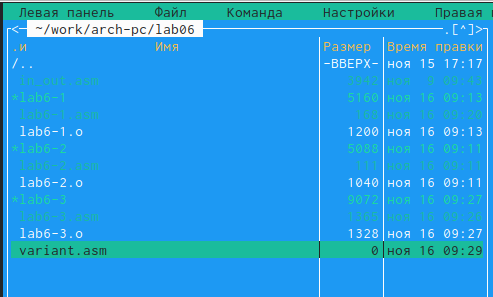 Левая панель Файл Команда Настройки Правая
<- ~/work/arch-pc/lab06 .[^]>
.и Имя Размер Время правки
/.. -ВВЕРХ- ноя 15 17:17
in_out.asm 3942 ноя 9 09:43
*lab6-1 5160 ноя 16 09:13
lab6-1.asm 168 ноя 16 09:20
lab6-1.o 1200 ноя 16 09:13
*lab6-2 5088 ноя 16 09:11
lab6-2.asm 111 ноя 16 09:11
lab6-2.o 1040 ноя 16 09:11
*lab6-3 9072 ноя 16 09:27
lab6-3.asm 1365 ноя 16 09:28
lab6-3.o 1328 ноя 16 09:27
variant.asm 0 ноя 16 09:29